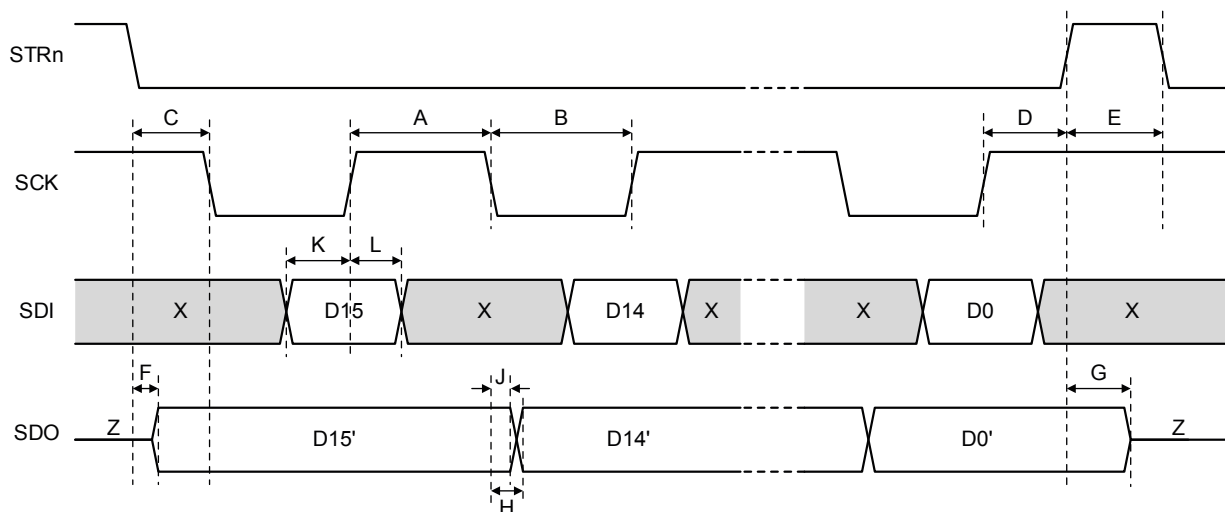 STRn
C
A
B
D
E
SCK
K
L
SDI
X
D15
X
D14
X
X
D0
X
F
J
G
SDO
Z
D15'
D14'
D0'
Z
H